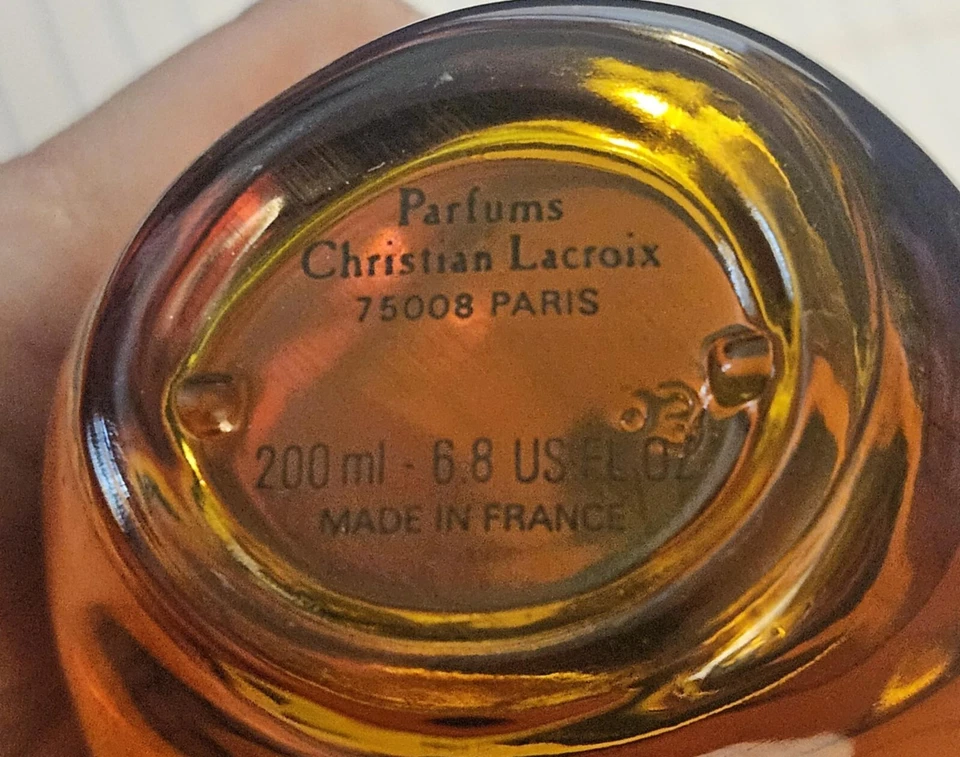 Parfums
Christian Lacroix
75008 PARIS
200 ml - 6.8 US FL OZ
MADE IN FRANCE